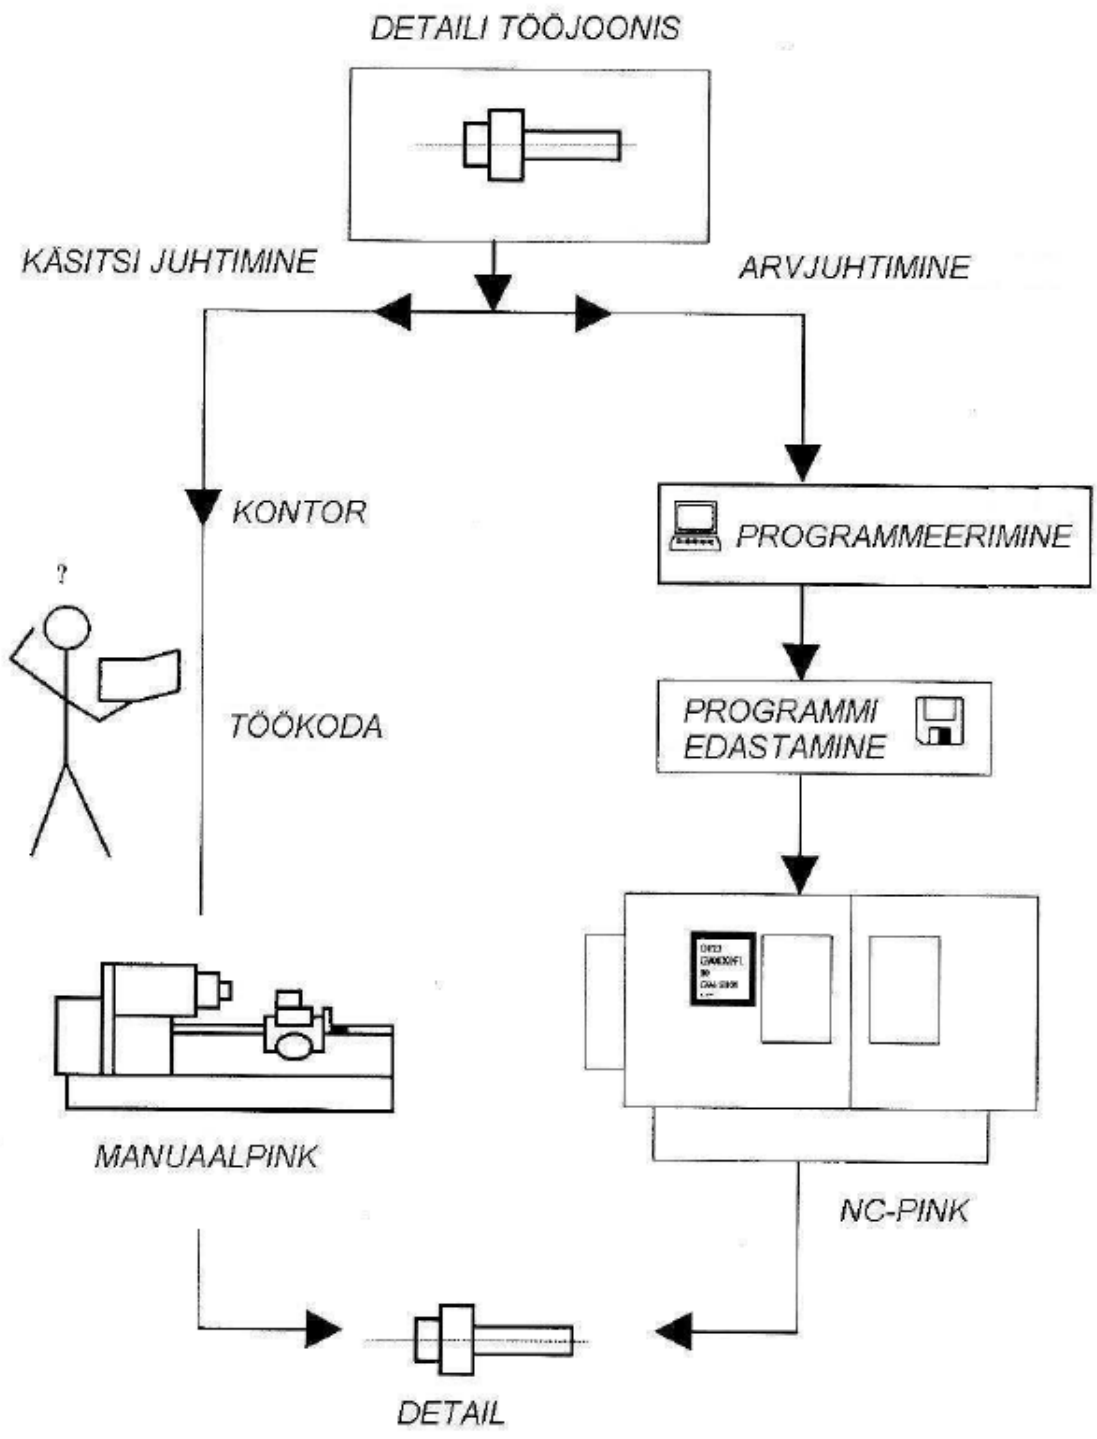 DETAILI TÖÖJOONIS
KÄSITSI JUHTIMINE
ARVJUHTIMINE
KONTOR
PROGRAMMEERIMINE
?
TÖÖKODA
PROGRAMMI
EDASTAMINE
MANUAALPINK
NC-PINK
DETAIL